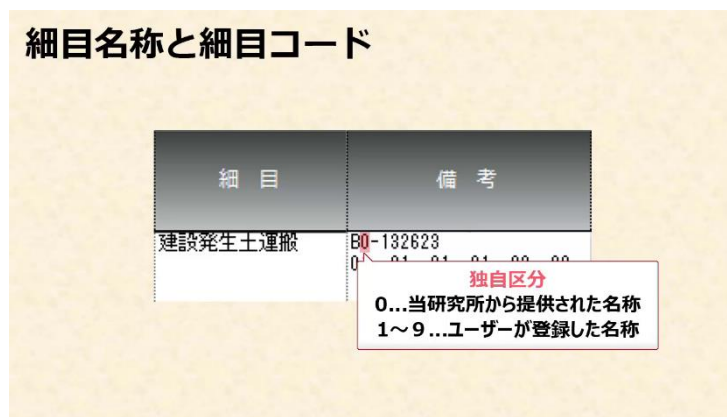 細目名称と細目コード
細 目 備 考
建設発生土運搬 B0-132623
独自区分
0…当研究所から提供された名称
1～9…ユーザーが登録した名称